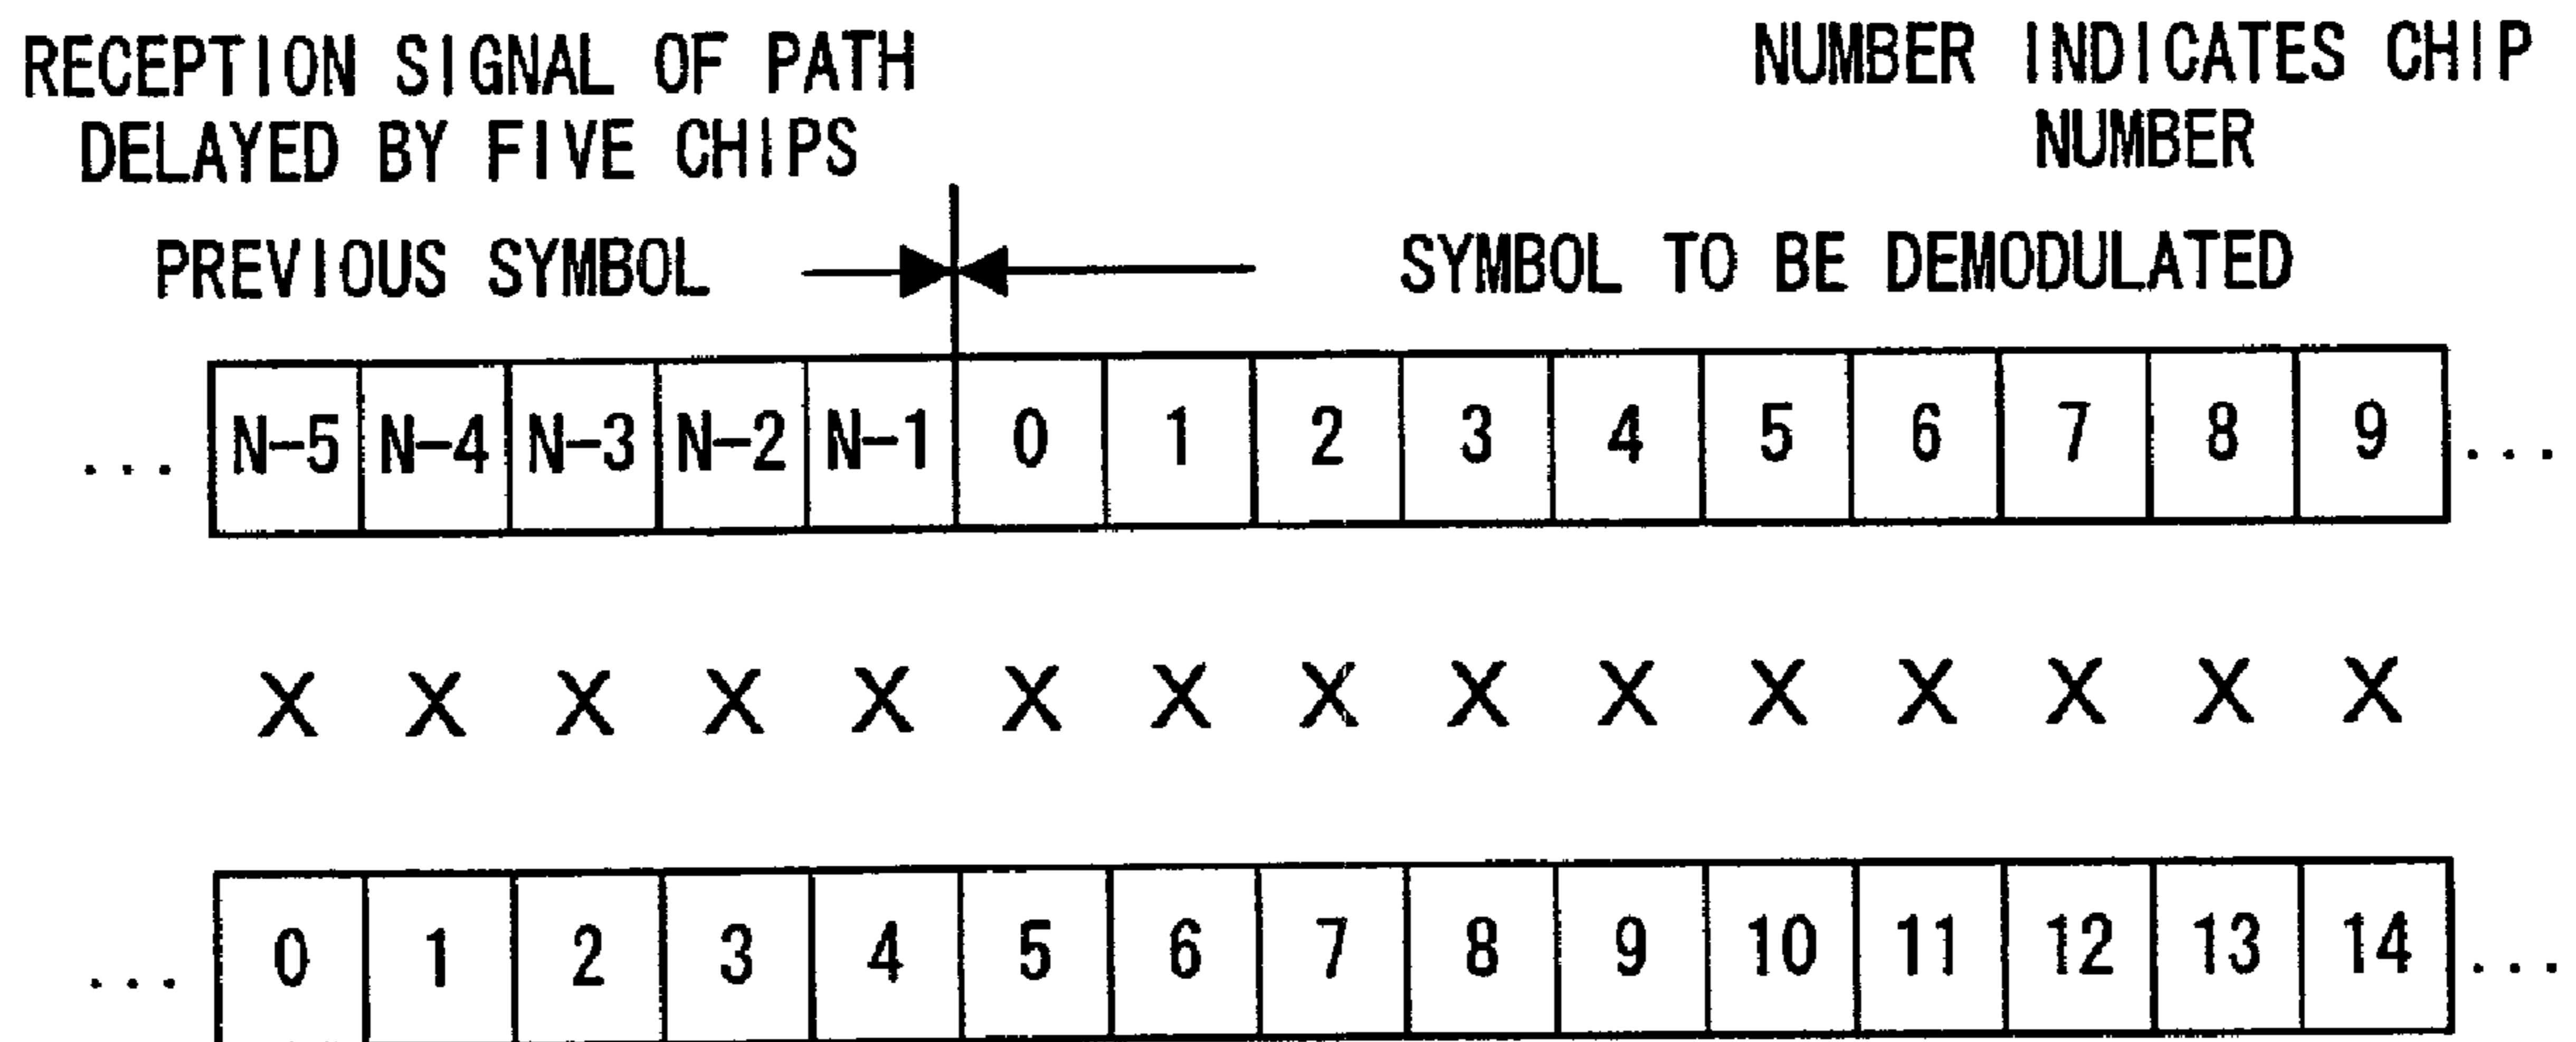 RECEPTION SIGNAL OF PATH
DELAYED BY FIVE CHIPS
NUMBER INDICATES CHIP
NUMBER
PREVIOUS SYMBOL
SYMBOL TO BE DEMODULATED
... N-5 N-4 N-3 N-2 N-1 0 1 2 3 4 5 6 7 8 9 ...
X X X X X X X X X X X X X X X
... 0 1 2 3 4 5 6 7 8 9 10 11 12 13 14 ...